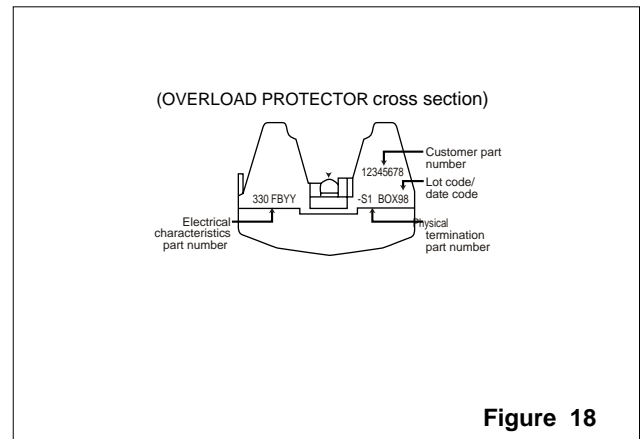 (OVERLOAD PROTECTOR cross section)
Customer part
number
12345678
Lot code/
date code
330 FBYY
-S1 BOX98
Electrical
characteristics
part number
Physical
termination
part number
Figure 18